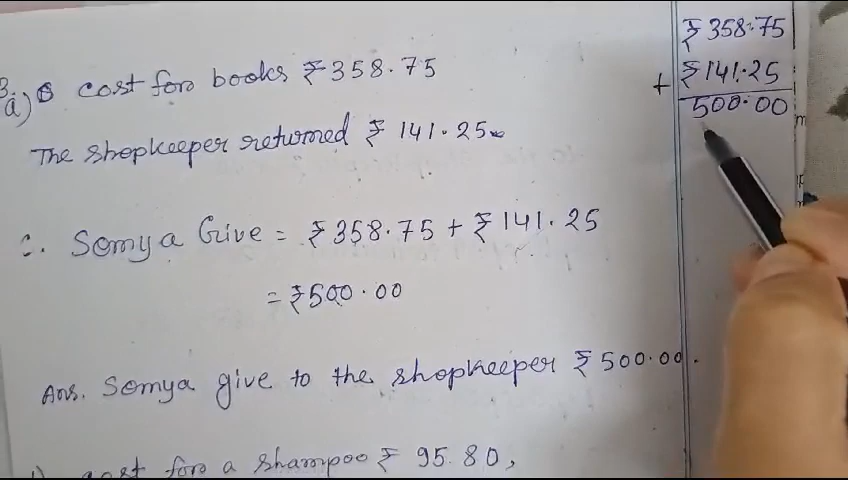 3.
a) cost for books ₹358.75
The shopkeeper returned ₹ 141.25
∴ Somya Give = ₹358.75 + ₹141.25
= ₹500.00
Ans. Somya give to the shopkeeper ₹500.00.
cost for a shampoo ₹ 95.80,
₹358.75
+ ₹141.25
500.00